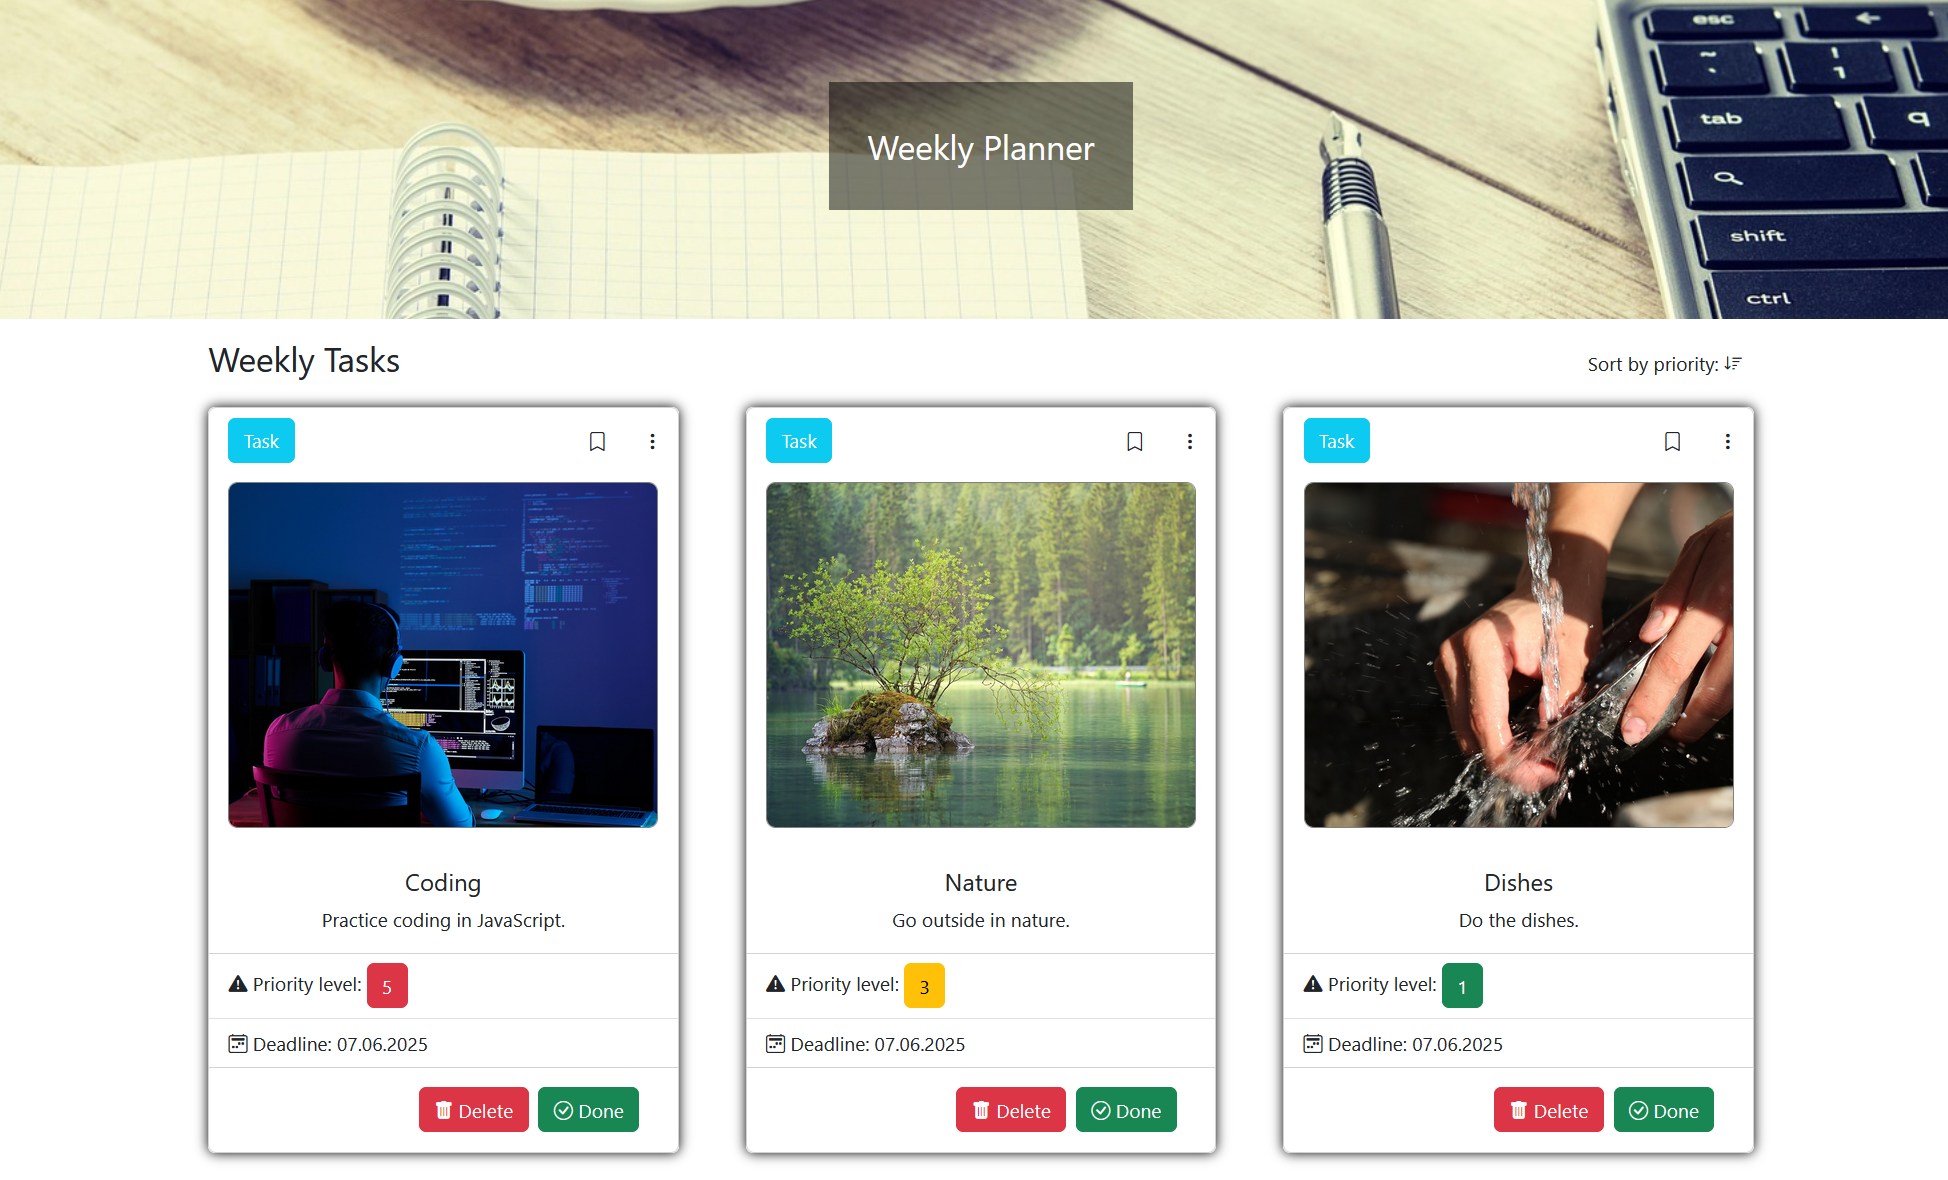 esc
~
!
` 1
tab q
shift
ctrl
Weekly Planner
Weekly Tasks
Sort by priority:
Task
Coding
Practice coding in JavaScript.
Priority level: 5
Deadline: 07.06.2025
Delete Done
Task
Nature
Go outside in nature.
Priority level: 3
Deadline: 07.06.2025
Delete Done
Task
Dishes
Do the dishes.
Priority level: 1
Deadline: 07.06.2025
Delete Done